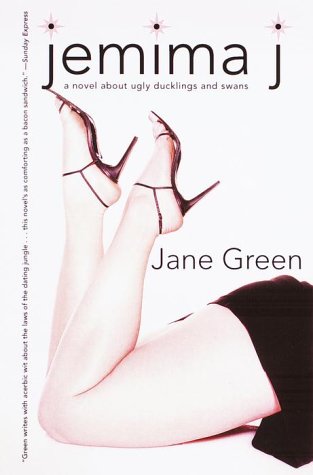 jemima j
a novel about ugly ducklings and swans
Jane Green
"Green writes with acerbic wit about the laws of the dating jungle . . . this novel's as comforting as a bacon sandwich." —Sunday Express